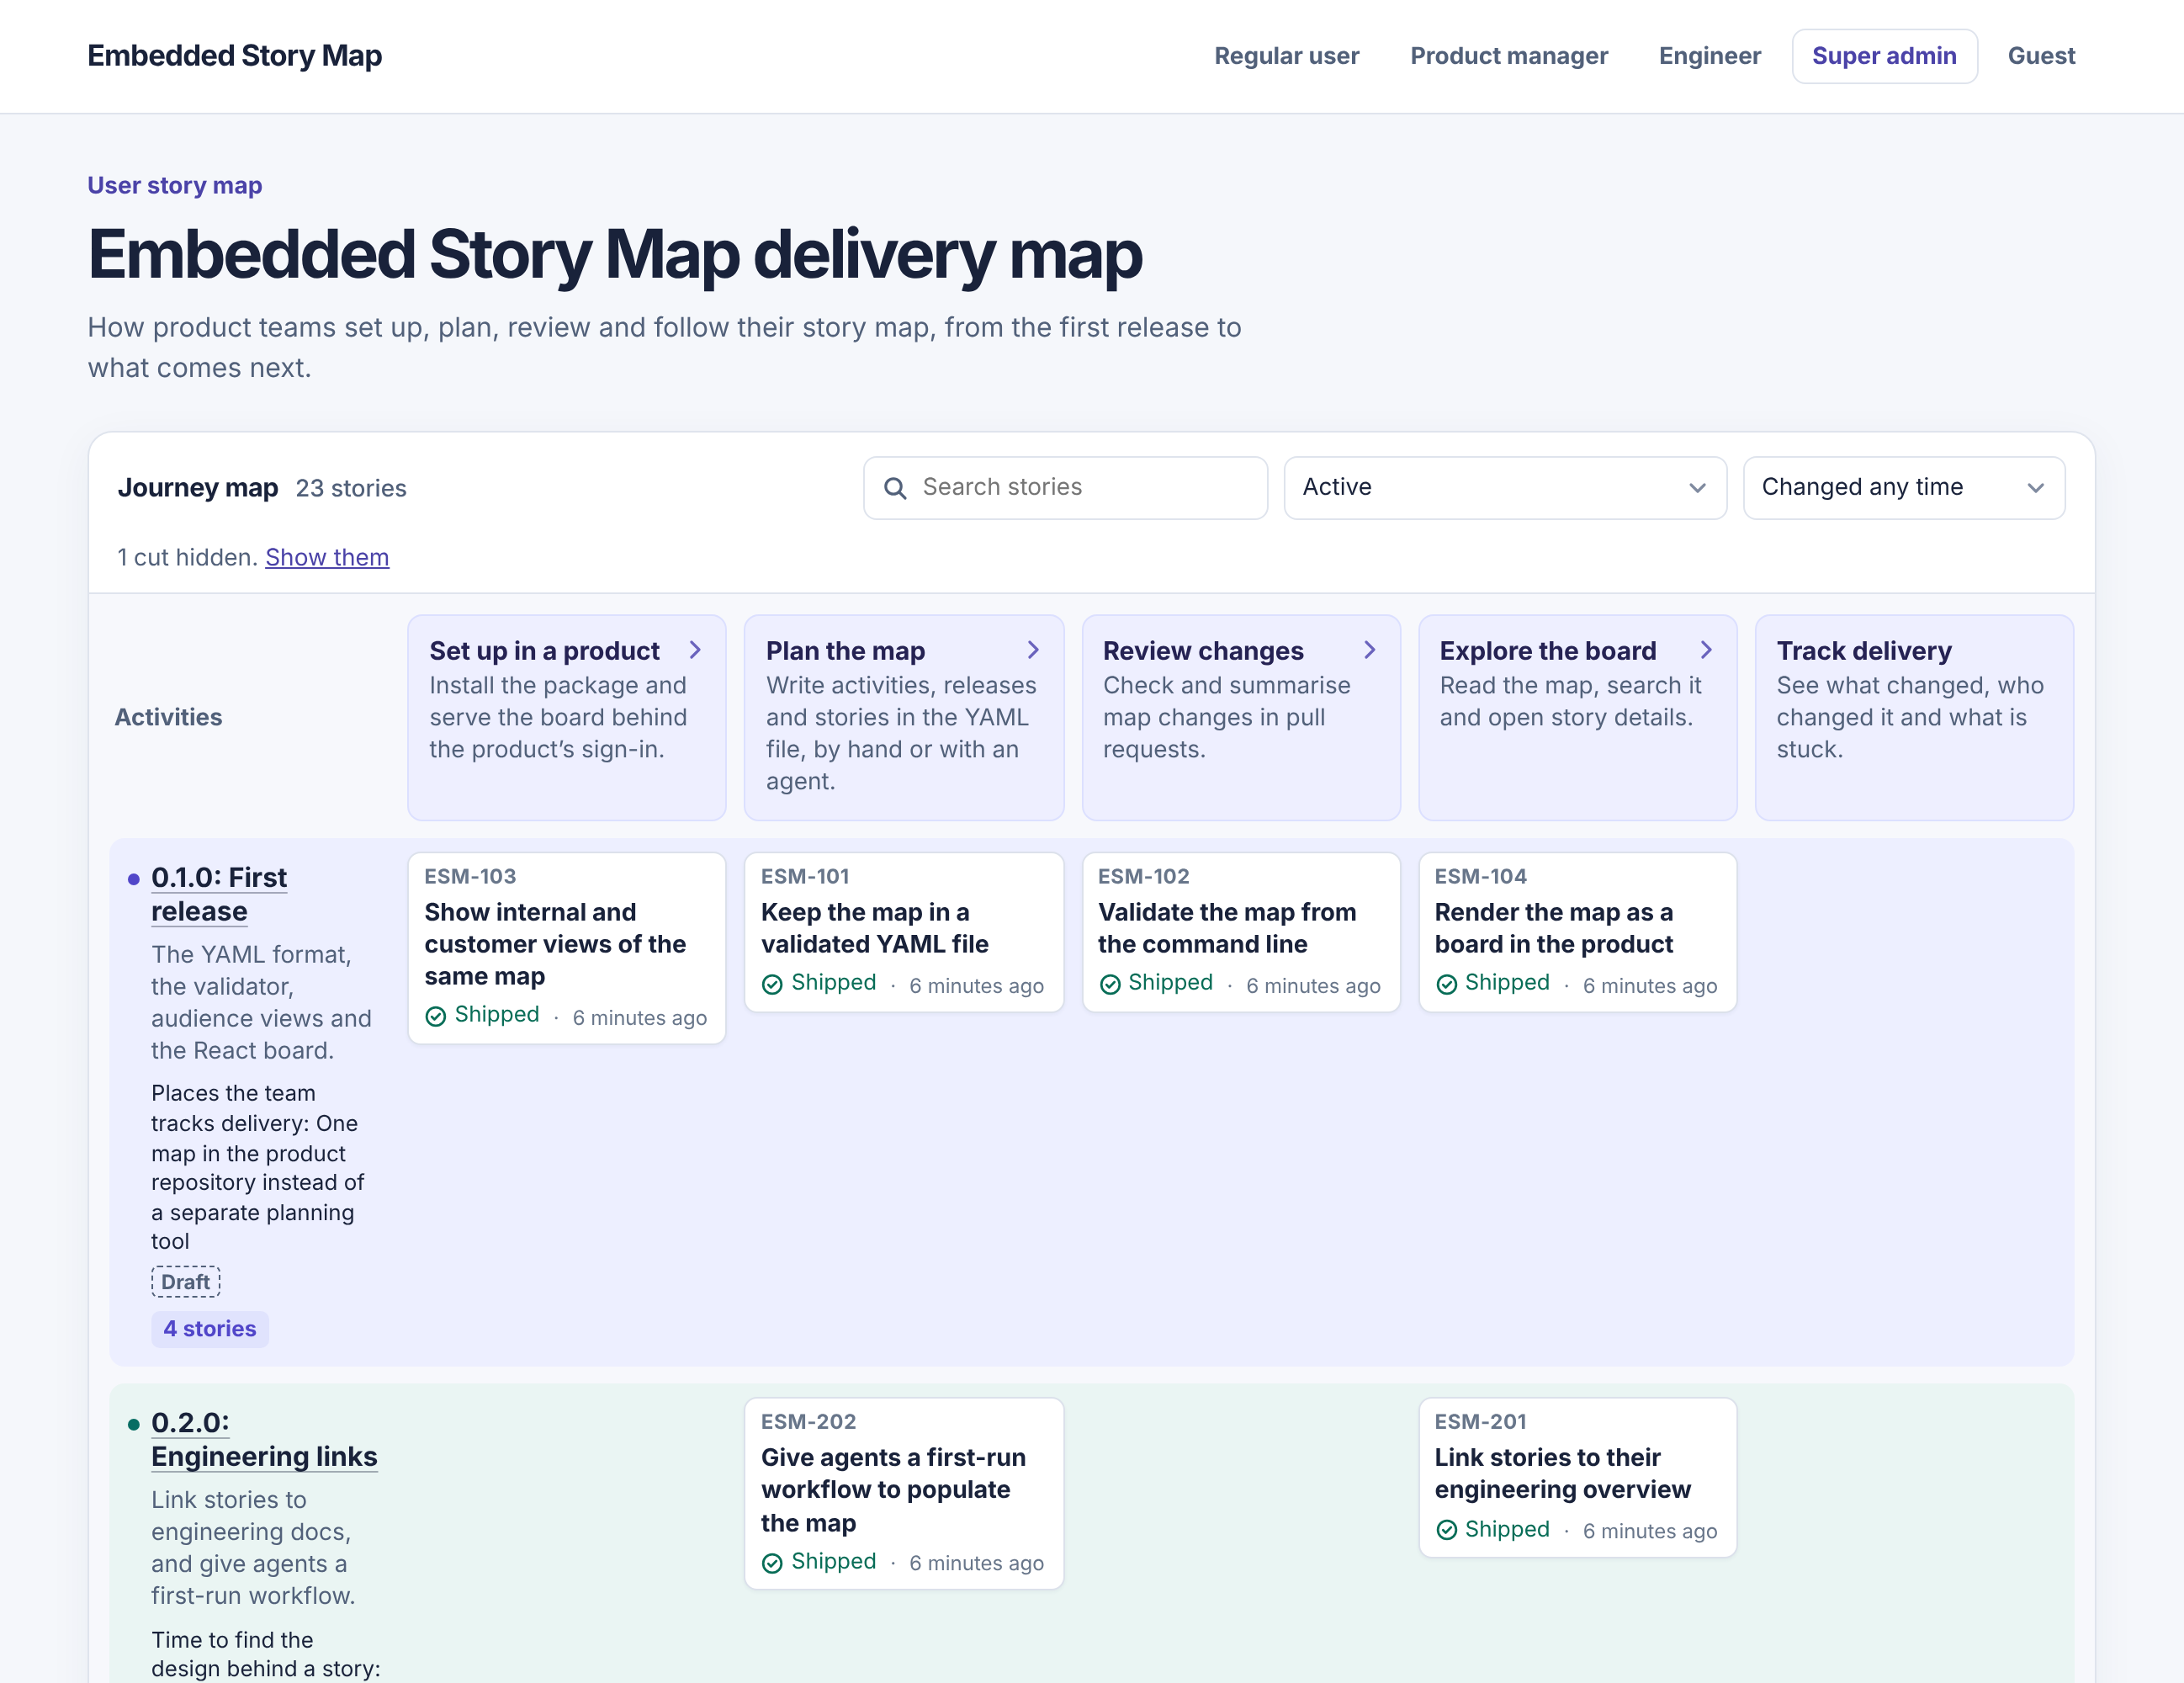 Embedded Story Map
Regular user
Product manager
Engineer
Super admin
Guest
User story map
Embedded Story Map delivery map
How product teams set up, plan, review and follow their story map, from the first release to
what comes next.
Journey map 23 stories
Search stories
Active
Changed any time
1 cut hidden. Show them
Activities
Set up in a product
Install the package and
serve the board behind
the product’s sign-in.
Plan the map
Write activities, releases
and stories in the YAML
file, by hand or with an
agent.
Review changes
Check and summarise
map changes in pull
requests.
Explore the board
Read the map, search it
and open story details.
Track delivery
See what changed, who
changed it and what is
stuck.
0.1.0: First
release
The YAML format,
the validator,
audience views and
the React board.
Places the team
tracks delivery: One
map in the product
repository instead of
a separate planning
tool
Draft
4 stories
ESM-103
Show internal and
customer views of the
same map
Shipped · 6 minutes ago
ESM-101
Keep the map in a
validated YAML file
Shipped · 6 minutes ago
ESM-102
Validate the map from
the command line
Shipped · 6 minutes ago
ESM-104
Render the map as a
board in the product
Shipped · 6 minutes ago
0.2.0:
Engineering links
Link stories to
engineering docs,
and give agents a
first-run workflow.
Time to find the
design behind a story:
ESM-202
Give agents a first-run
workflow to populate
the map
Shipped · 6 minutes ago
ESM-201
Link stories to their
engineering overview
Shipped · 6 minutes ago